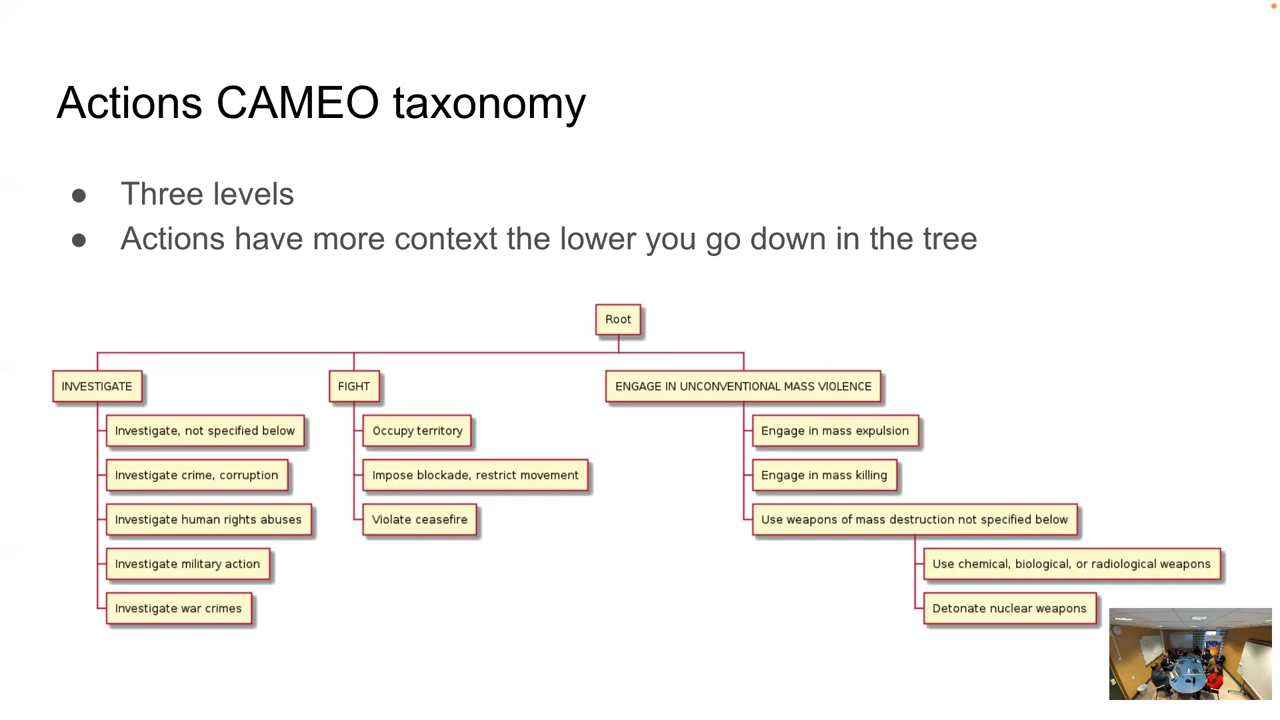 Actions CAMEO taxonomy
● Three levels
● Actions have more context the lower you go down in the tree
Root
INVESTIGATE
FIGHT
ENGAGE IN UNCONVENTIONAL MASS VIOLENCE
Investigate, not specified below
Occupy territory
Engage in mass expulsion
Investigate crime, corruption
Impose blockade, restrict movement
Engage in mass killing
Investigate human rights abuses
Violate ceasefire
Use weapons of mass destruction not specified below
Investigate military action
Use chemical, biological, or radiological weapons
Investigate war crimes
Detonate nuclear weapons